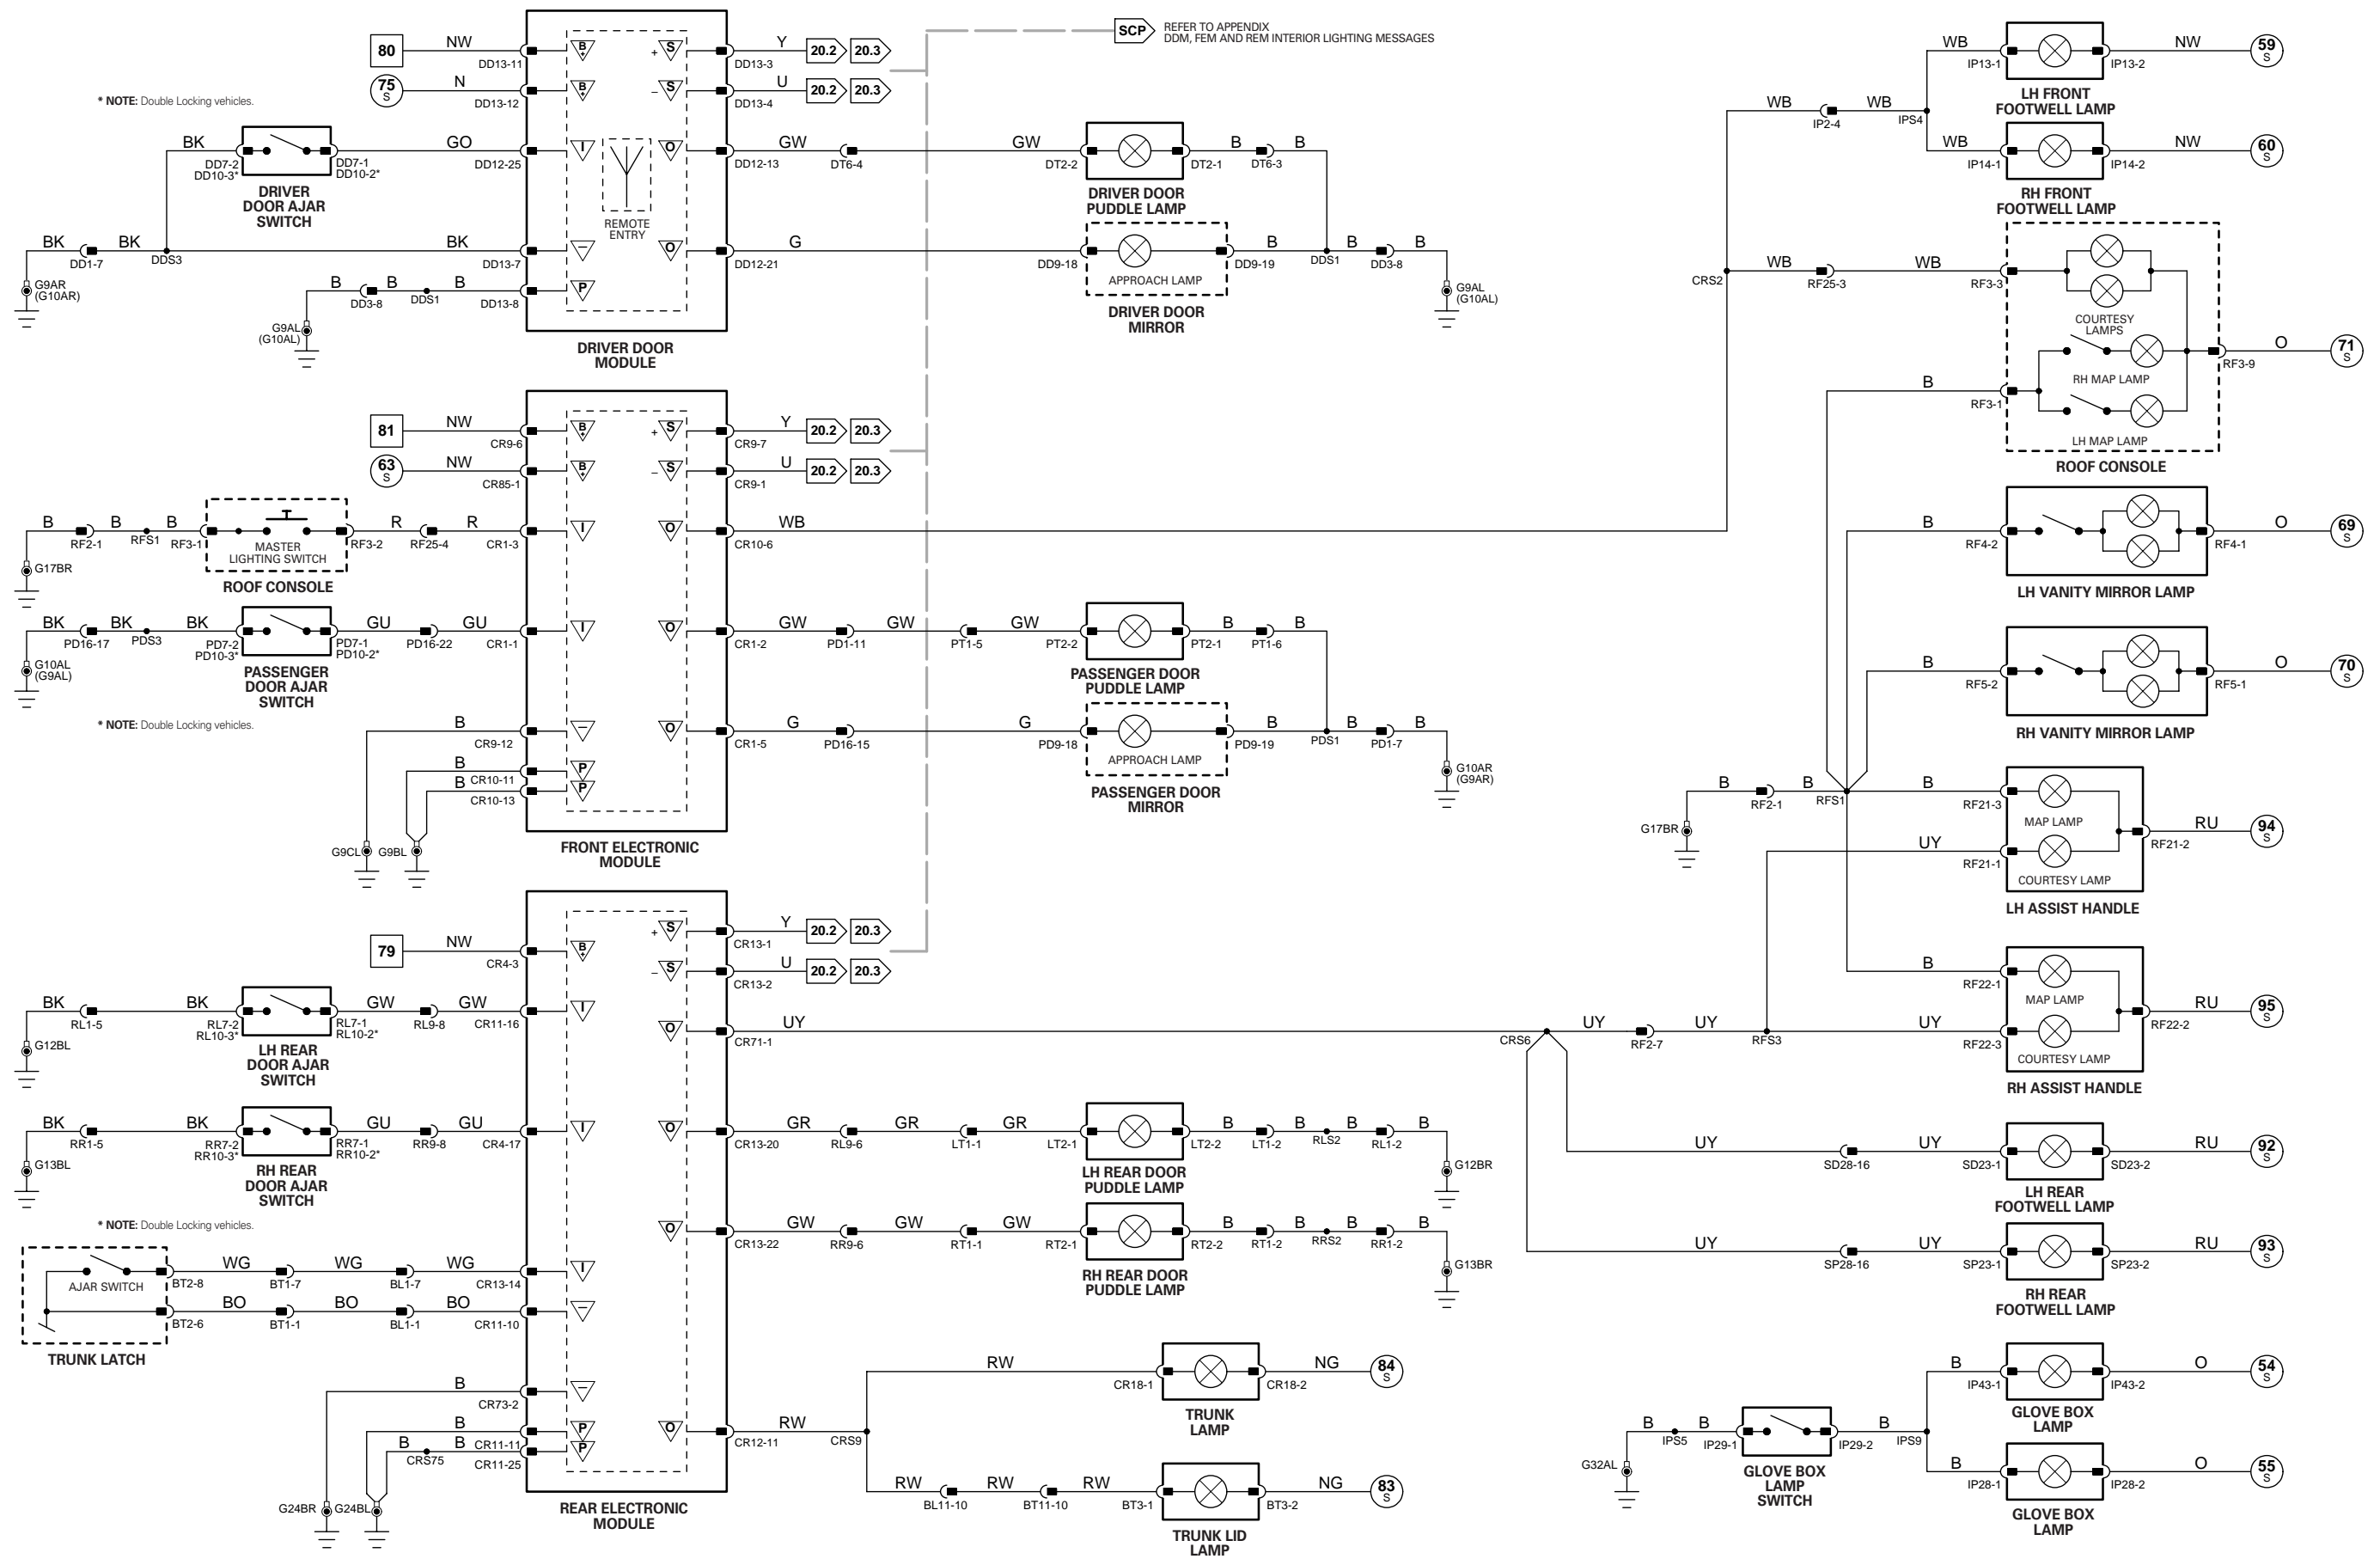 SCP
REFER TO APPENDIX
DDM, FEM AND REM INTERIOR LIGHTING MESSAGES
80
NW
DD13-11
B+
+ S
DD13-3
Y
20.2
20.3
75
S
N
DD13-12
B+
– S
DD13-4
U
20.2
20.3
* NOTE: Double Locking vehicles.
BK
DD7-2
DD10-3*
DD7-1
DD10-2*
GO
DD12-25
I
O
DD12-13
GW
DT6-4
GW
DT2-2
DT2-1
B
DT6-3
B
DRIVER
DOOR AJAR
SWITCH
REMOTE
ENTRY
DRIVER DOOR
PUDDLE LAMP
BK
DD1-7
BK
DDS3
BK
DD13-7
–
O
DD12-21
G
DD9-18
APPROACH LAMP
DD9-19
B
DDS1
B
DD3-8
B
G9AR
(G10AR)
B
DD3-8
B
DDS1
B
DD13-8
P
G9AL
(G10AL)
G9AL
(G10AL)
DRIVER DOOR
MIRROR
DRIVER DOOR
MODULE
81
NW
CR9-6
B+
+ S
CR9-7
Y
20.2
20.3
63
S
NW
CR85-1
B+
– S
CR9-1
U
20.2
20.3
B
RF2-1
B
RFS1
B
RF3-1
MASTER
LIGHTING SWITCH
RF3-2
R
RF25-4
R
CR1-3
I
O
CR10-6
WB
G17BR
ROOF CONSOLE
BK
PD16-17
BK
PDS3
BK
PD7-2
PD10-3*
PD7-1
PD10-2*
GU
PD16-22
GU
CR1-1
I
O
CR1-2
GW
PD1-11
GW
PT1-5
GW
PT2-2
PT2-1
B
PT1-6
B
G10AL
(G9AL)
PASSENGER
DOOR AJAR
SWITCH
PASSENGER DOOR
PUDDLE LAMP
* NOTE: Double Locking vehicles.
B
CR9-12
–
O
CR1-5
G
PD16-15
G
PD9-18
APPROACH LAMP
PD9-19
B
PDS1
B
PD1-7
B
B
CR10-11
P
B
CR10-13
P
G10AR
(G9AR)
PASSENGER DOOR
MIRROR
G9CL
G9BL
FRONT ELECTRONIC
MODULE
79
NW
CR4-3
B+
+ S
CR13-1
Y
20.2
20.3
– S
CR13-2
U
20.2
20.3
BK
RL1-5
BK
RL7-2
RL10-3*
RL7-1
RL10-2*
GW
RL9-8
GW
CR11-16
I
O
CR71-1
UY
G12BL
LH REAR
DOOR AJAR
SWITCH
BK
RR1-5
BK
RR7-2
RR10-3*
RR7-1
RR10-2*
GU
RR9-8
GU
CR4-17
I
O
CR13-20
GR
RL9-6
GR
LT1-1
GR
LT2-1
LT2-2
B
LT1-2
B
RLS2
B
RL1-2
B
G13BL
RH REAR
DOOR AJAR
SWITCH
LH REAR DOOR
PUDDLE LAMP
G12BR
* NOTE: Double Locking vehicles.
O
CR13-22
GW
RR9-6
GW
RT1-1
GW
RT2-1
RT2-2
B
RT1-2
B
RRS2
B
RR1-2
B
RH REAR DOOR
PUDDLE LAMP
G13BR
AJAR SWITCH
BT2-8
WG
BT1-7
WG
BL1-7
WG
CR13-14
I
BT2-6
BO
BT1-1
BO
BL1-1
BO
CR11-10
–
TRUNK LATCH
B
CR73-2
–
B
CR11-11
P
B
CRS75
B
CR11-25
P
O
CR12-11
RW
CRS9
G24BR
G24BL
REAR ELECTRONIC
MODULE
RW
CR18-1
CR18-2
NG
84
S
TRUNK
LAMP
RW
BL11-10
RW
BT11-10
RW
BT3-1
BT3-2
NG
83
S
TRUNK LID
LAMP
WB
IP13-1
IP13-2
NW
59
S
LH FRONT
FOOTWELL LAMP
WB
IP2-4
WB
IPS4
WB
IP14-1
IP14-2
NW
60
S
RH FRONT
FOOTWELL LAMP
CRS2
WB
RF25-3
WB
RF3-3
COURTESY
LAMPS
RH MAP LAMP
LH MAP LAMP
B
RF3-1
RF3-9
O
71
S
ROOF CONSOLE
B
RF4-2
RF4-1
O
69
S
LH VANITY MIRROR LAMP
B
RF5-2
RF5-1
O
70
S
RH VANITY MIRROR LAMP
G17BR
B
RF2-1
B
RFS1
B
RF21-3
MAP LAMP
UY
RF21-1
COURTESY LAMP
RF21-2
RU
94
S
LH ASSIST HANDLE
B
RF22-1
MAP LAMP
CRS6
UY
RF2-7
UY
RFS3
UY
RF22-3
COURTESY LAMP
RF22-2
RU
95
S
RH ASSIST HANDLE
UY
SD28-16
UY
SD23-1
SD23-2
RU
92
S
LH REAR
FOOTWELL LAMP
UY
SP28-16
UY
SP23-1
SP23-2
RU
93
S
RH REAR
FOOTWELL LAMP
B
IP43-1
IP43-2
O
54
S
GLOVE BOX
LAMP
G32AL
B
IPS5
B
IP29-1
IP29-2
B
IPS9
GLOVE BOX
LAMP
SWITCH
B
IP28-1
IP28-2
O
55
S
GLOVE BOX
LAMP